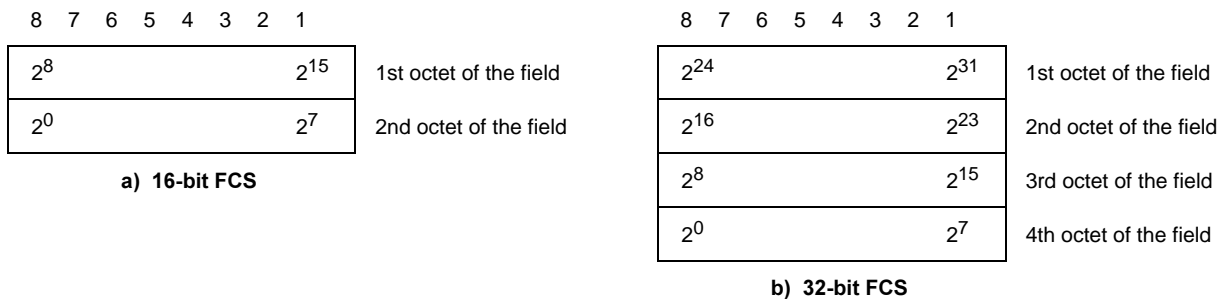 8 7 6 5 4 3 2 1
2^8 2^15 1st octet of the field
2^0 2^7 2nd octet of the field
a) 16-bit FCS
8 7 6 5 4 3 2 1
2^24 2^31 1st octet of the field
2^16 2^23 2nd octet of the field
2^8 2^15 3rd octet of the field
2^0 2^7 4th octet of the field
b) 32-bit FCS